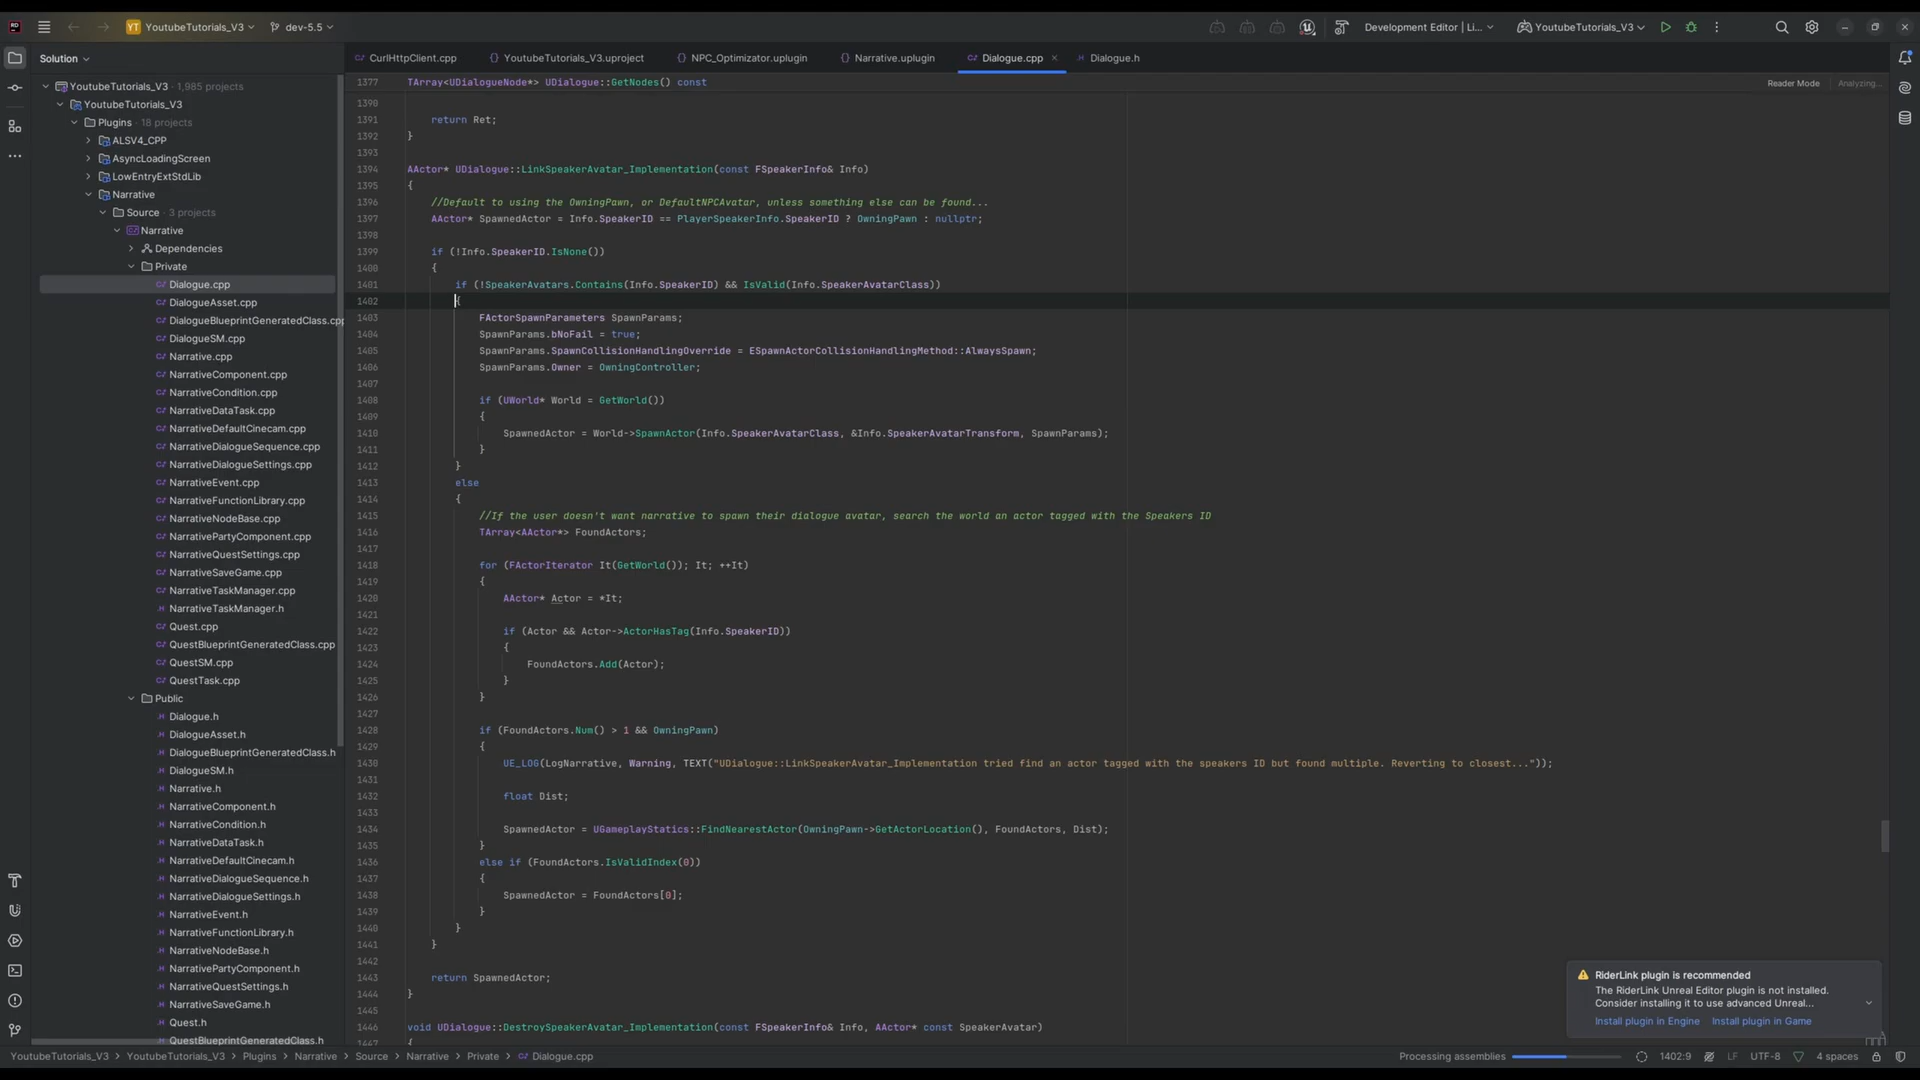 RD
YT YoutubeTutorials_V3
dev-5.5
Development Editor | Li...
YoutubeTutorials_V3
Solution
CurlHttpClient.cpp
YoutubeTutorials_V3.uproject
NPC_Optimizator.uplugin
Narrative.uplugin
Dialogue.cpp
Dialogue.h
YoutubeTutorials_V3 1,985 projects
YoutubeTutorials_V3
Plugins 18 projects
ALSV4_CPP
AsyncLoadingScreen
LowEntryExtStdLib
Narrative
Source 3 projects
Narrative
Dependencies
Private
Dialogue.cpp
DialogueAsset.cpp
DialogueBlueprintGeneratedClass.cpp
DialogueSM.cpp
Narrative.cpp
NarrativeComponent.cpp
NarrativeCondition.cpp
NarrativeDataTask.cpp
NarrativeDefaultCinecam.cpp
NarrativeDialogueSequence.cpp
NarrativeDialogueSettings.cpp
NarrativeEvent.cpp
NarrativeFunctionLibrary.cpp
NarrativeNodeBase.cpp
NarrativePartyComponent.cpp
NarrativeQuestSettings.cpp
NarrativeSaveGame.cpp
NarrativeTaskManager.cpp
NarrativeTaskManager.h
Quest.cpp
QuestBlueprintGeneratedClass.cpp
QuestSM.cpp
QuestTask.cpp
Public
Dialogue.h
DialogueAsset.h
DialogueBlueprintGeneratedClass.h
DialogueSM.h
Narrative.h
NarrativeComponent.h
NarrativeCondition.h
NarrativeDataTask.h
NarrativeDefaultCinecam.h
NarrativeDialogueSequence.h
NarrativeDialogueSettings.h
NarrativeEvent.h
NarrativeFunctionLibrary.h
NarrativeNodeBase.h
NarrativePartyComponent.h
NarrativeQuestSettings.h
NarrativeSaveGame.h
Quest.h
QuestBlueprintGeneratedClass.h
1377 TArray<UDialogueNode*> UDialogue::GetNodes() const
Reader Mode
Analyzing...
1390
1391 return Ret;
1392 }
1393
1394 AActor* UDialogue::LinkSpeakerAvatar_Implementation(const FSpeakerInfo& Info)
1395 {
1396 //Default to using the OwningPawn, or DefaultNPCAvatar, unless something else can be found...
1397 AActor* SpawnedActor = Info.SpeakerID == PlayerSpeakerInfo.SpeakerID ? OwningPawn : nullptr;
1398
1399 if (!Info.SpeakerID.IsNone())
1400 {
1401 if (!SpeakerAvatars.Contains(Info.SpeakerID) && IsValid(Info.SpeakerAvatarClass))
1402 {
1403 FActorSpawnParameters SpawnParams;
1404 SpawnParams.bNoFail = true;
1405 SpawnParams.SpawnCollisionHandlingOverride = ESpawnActorCollisionHandlingMethod::AlwaysSpawn;
1406 SpawnParams.Owner = OwningController;
1407
1408 if (UWorld* World = GetWorld())
1409 {
1410 SpawnedActor = World->SpawnActor(Info.SpeakerAvatarClass, &Info.SpeakerAvatarTransform, SpawnParams);
1411 }
1412 }
1413 else
1414 {
1415 //If the user doesn't want narrative to spawn their dialogue avatar, search the world an actor tagged with the Speakers ID
1416 TArray<AActor*> FoundActors;
1417
1418 for (FActorIterator It(GetWorld()); It; ++It)
1419 {
1420 AActor* Actor = *It;
1421
1422 if (Actor && Actor->ActorHasTag(Info.SpeakerID))
1423 {
1424 FoundActors.Add(Actor);
1425 }
1426 }
1427
1428 if (FoundActors.Num() > 1 && OwningPawn)
1429 {
1430 UE_LOG(LogNarrative, Warning, TEXT("UDialogue::LinkSpeakerAvatar_Implementation tried find an actor tagged with the speakers ID but found multiple. Reverting to closest..."));
1431
1432 float Dist;
1433
1434 SpawnedActor = UGameplayStatics::FindNearestActor(OwningPawn->GetActorLocation(), FoundActors, Dist);
1435 }
1436 else if (FoundActors.IsValidIndex(0))
1437 {
1438 SpawnedActor = FoundActors[0];
1439 }
1440 }
1441 }
1442
1443 return SpawnedActor;
1444 }
1445
1446 void UDialogue::DestroySpeakerAvatar_Implementation(const FSpeakerInfo& Info, AActor* const SpeakerAvatar)
1447 {
RiderLink plugin is recommended
The RiderLink Unreal Editor plugin is not installed.
Consider installing it to use advanced Unreal...
Install plugin in Engine Install plugin in Game
YoutubeTutorials_V3 > YoutubeTutorials_V3 > Plugins > Narrative > Source > Narrative > Private > Dialogue.cpp
Processing assemblies
1402:9
LF
UTF-8
4 spaces